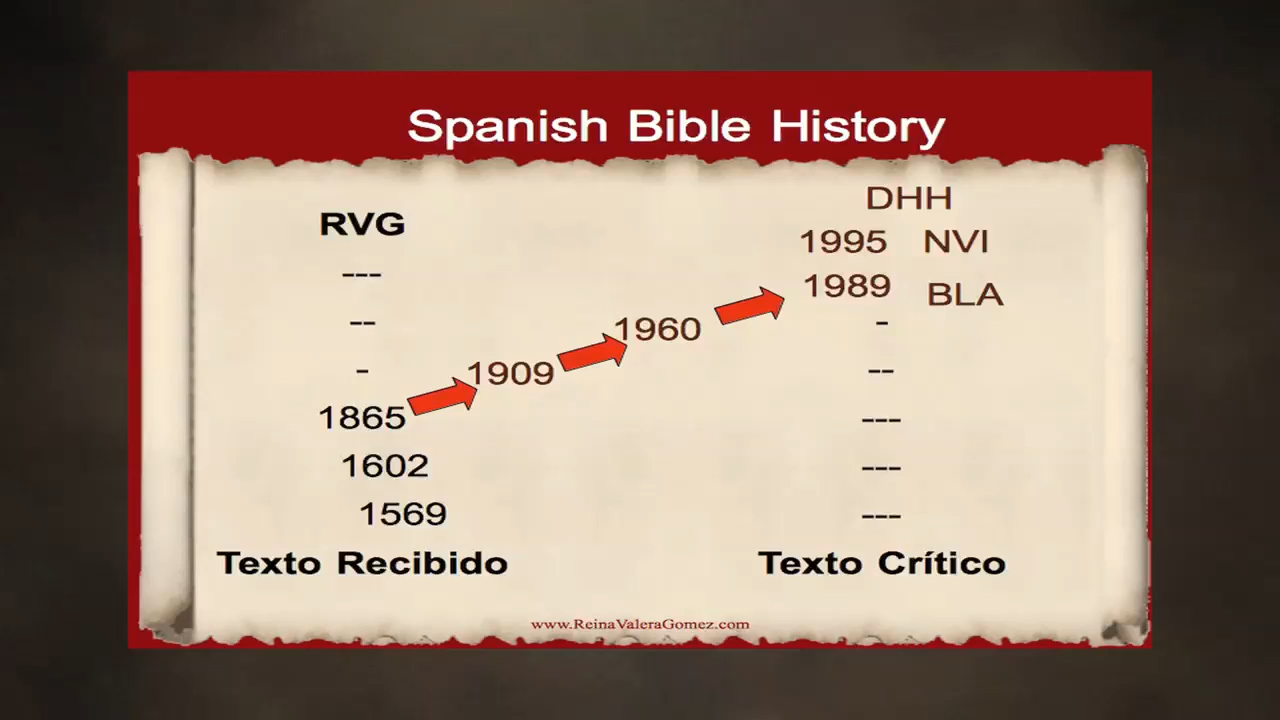 Spanish Bible History
DHH
RVG
1995 NVI
---
1989 BLA
--
1960
-
-
1909
--
1865
---
1602
---
1569
---
Texto Recibido
Texto Crítico
www.ReinaValeraGomez.com